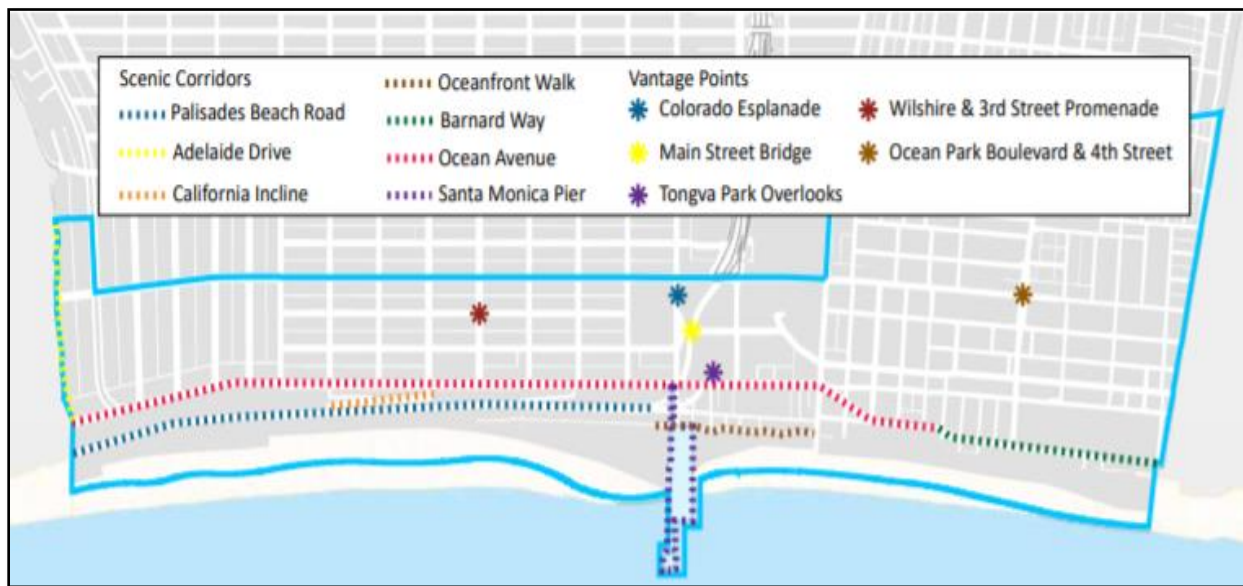 Scenic Corridors
Palisades Beach Road
Adelaide Drive
California Incline
Oceanfront Walk
Barnard Way
Ocean Avenue
Santa Monica Pier
Vantage Points
Colorado Esplanade
Main Street Bridge
Tongva Park Overlooks
Wilshire & 3rd Street Promenade
Ocean Park Boulevard & 4th Street